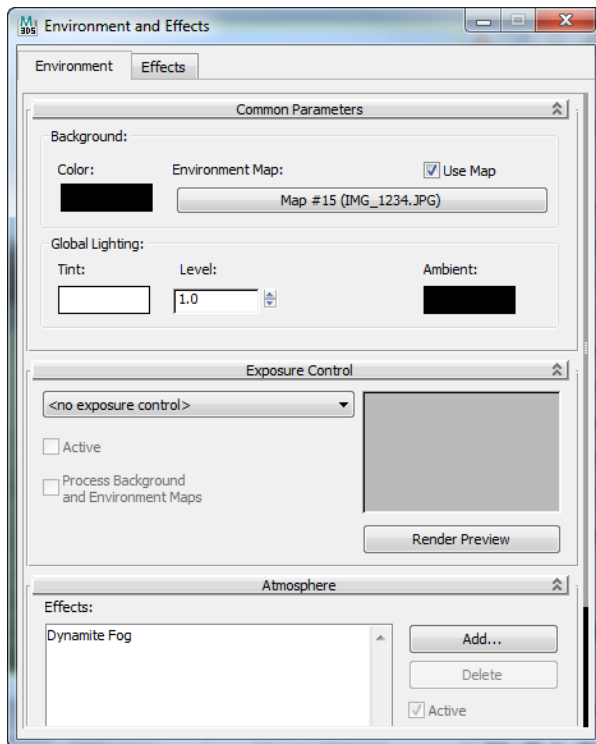 M
3DS
Environment and Effects
Environment
Effects
Common Parameters
Background:
Color:
Environment Map:
Use Map
Map #15 (IMG_1234.JPG)
Global Lighting:
Tint:
Level:
Ambient:
1.0
Exposure Control
<no exposure control>
Active
Process Background
and Environment Maps
Render Preview
Atmosphere
Effects:
Dynamite Fog
Add...
Delete
Active